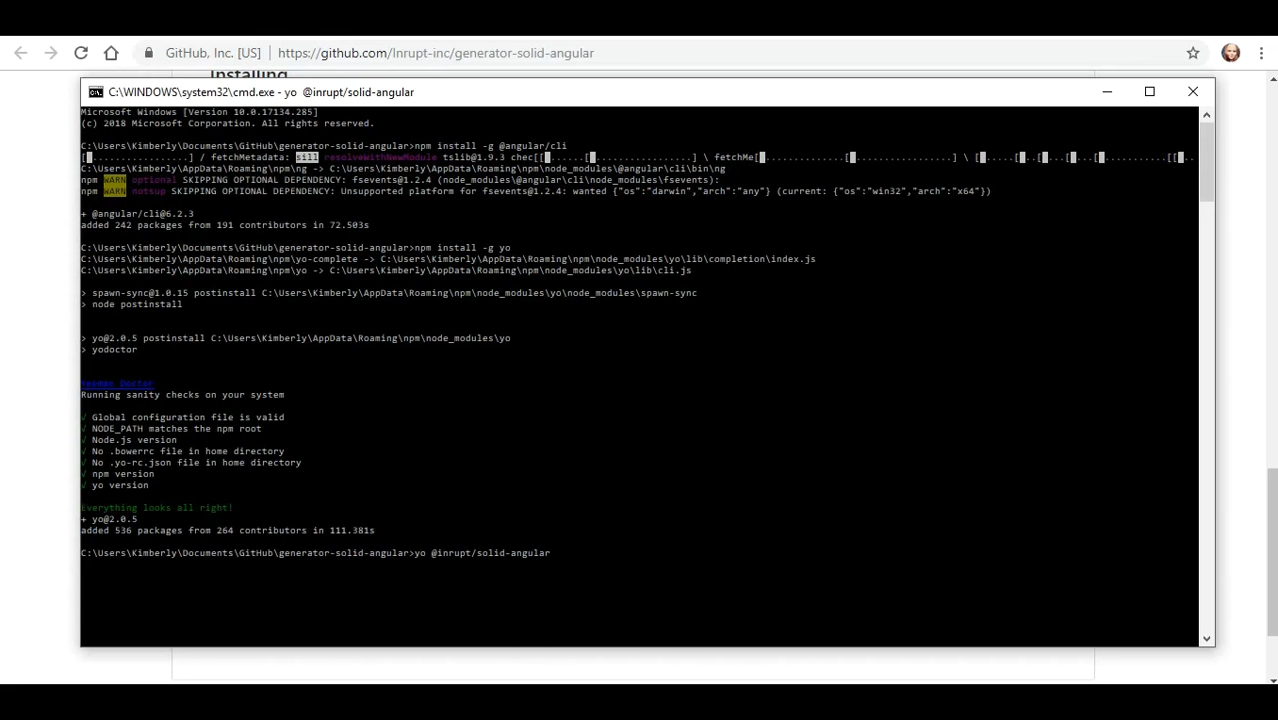 GitHub, Inc. [US] | https://github.com/Inrupt-inc/generator-solid-angular
Installing
C:\WINDOWS\system32\cmd.exe - yo @inrupt/solid-angular
Microsoft Windows [Version 10.0.17134.285]
(c) 2018 Microsoft Corporation. All rights reserved.
C:\Users\Kimberly\Documents\GitHub\generator-solid-angular>npm install -g @angular/cli
[ ................] / fetchMetadata: sill resolveWithNewModule tslib@1.9.3 chec[[ ......[ ...............] \ fetchMe[ ............[ ...............] \ [ .....[ ...[ ....[ ....[ ...........[[ ..
C:\Users\Kimberly\AppData\Roaming\npm\ng -> C:\Users\Kimberly\AppData\Roaming\npm\node_modules\@angular\cli\bin\ng
npm WARN optional SKIPPING OPTIONAL DEPENDENCY: fsevents@1.2.4 (node_modules\@angular\cli\node_modules\fsevents):
npm WARN notsup SKIPPING OPTIONAL DEPENDENCY: Unsupported platform for fsevents@1.2.4: wanted {"os":"darwin","arch":"any"} (current: {"os":"win32","arch":"x64"})
+ @angular/cli@6.2.3
added 242 packages from 191 contributors in 72.503s
C:\Users\Kimberly\Documents\GitHub\generator-solid-angular>npm install -g yo
C:\Users\Kimberly\AppData\Roaming\npm\yo-complete -> C:\Users\Kimberly\AppData\Roaming\npm\node_modules\yo\lib\completion\index.js
C:\Users\Kimberly\AppData\Roaming\npm\yo -> C:\Users\Kimberly\AppData\Roaming\npm\node_modules\yo\lib\cli.js
> spawn-sync@1.0.15 postinstall C:\Users\Kimberly\AppData\Roaming\npm\node_modules\yo\node_modules\spawn-sync
> node postinstall
> yo@2.0.5 postinstall C:\Users\Kimberly\AppData\Roaming\npm\node_modules\yo
> yodoctor
Yeoman Doctor
Running sanity checks on your system
√ Global configuration file is valid
√ NODE_PATH matches the npm root
√ Node.js version
√ No .bowerrc file in home directory
√ No .yo-rc.json file in home directory
√ npm version
√ yo version
Everything looks all right!
+ yo@2.0.5
added 536 packages from 264 contributors in 111.381s
C:\Users\Kimberly\Documents\GitHub\generator-solid-angular>yo @inrupt/solid-angular